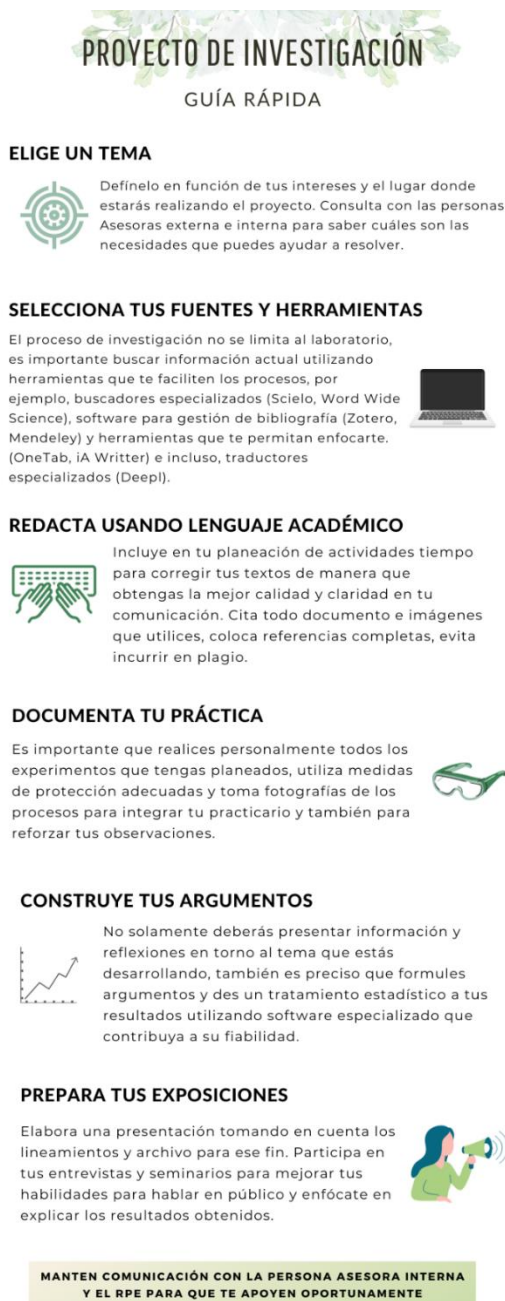 PROYECTO DE INVESTIGACIÓN
GUÍA RÁPIDA
ELIGE UN TEMA
Defínelo en función de tus intereses y el lugar donde
estarás realizando el proyecto. Consulta con las personas
Asesoras externa e interna para saber cuáles son las
necesidades que puedes ayudar a resolver.
SELECCIONA TUS FUENTES Y HERRAMIENTAS
El proceso de investigación no se limita al laboratorio,
es importante buscar información actual utilizando
herramientas que te faciliten los procesos, por
ejemplo, buscadores especializados (Scielo, Word Wide
Science), software para gestión de bibliografía (Zotero,
Mendeley) y herramientas que te permitan enfocarte.
(OneTab, iA Writter) e incluso, traductores
especializados (Deepl).
REDACTA USANDO LENGUAJE ACADÉMICO
Incluye en tu planeación de actividades tiempo
para corregir tus textos de manera que
obtengas la mejor calidad y claridad en tu
comunicación. Cita todo documento e imágenes
que utilices, coloca referencias completas, evita
incurrir en plagio.
DOCUMENTA TU PRÁCTICA
Es importante que realices personalmente todos los
experimentos que tengas planeados, utiliza medidas
de protección adecuadas y toma fotografías de los
procesos para integrar tu practicario y también para
reforzar tus observaciones.
CONSTRUYE TUS ARGUMENTOS
No solamente deberás presentar información y
reflexiones en torno al tema que estás
desarrollando, también es preciso que formules
argumentos y des un tratamiento estadístico a tus
resultados utilizando software especializado que
contribuya a su fiabilidad.
PREPARA TUS EXPOSICIONES
Elabora una presentación tomando en cuenta los
lineamientos y archivo para ese fin. Participa en
tus entrevistas y seminarios para mejorar tus
habilidades para hablar en público y enfócate en
explicar los resultados obtenidos.
MANTEN COMUNICACIÓN CON LA PERSONA ASESORA INTERNA
Y EL RPE PARA QUE TE APOYEN OPORTUNAMENTE